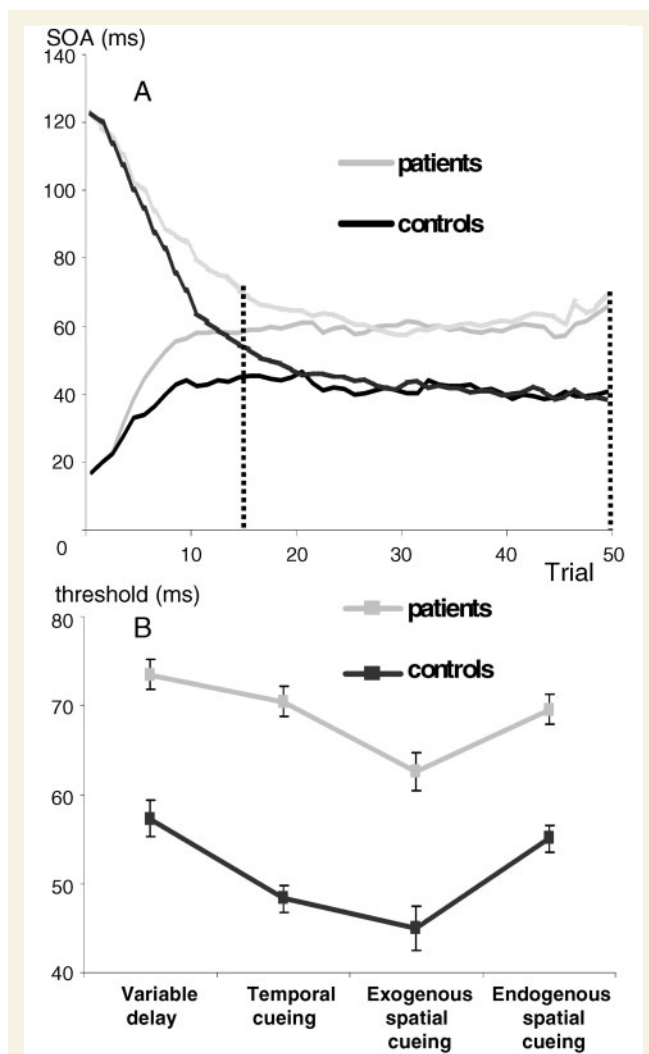 SOA (ms)
140
A
120
patients
100
controls
80
60
40
20
0
10
20
30
40
50
Trial
threshold (ms)
80
B
patients
controls
70
60
50
40
Variable delay
Temporal cueing
Exogenous spatial cueing
Endogenous spatial cueing